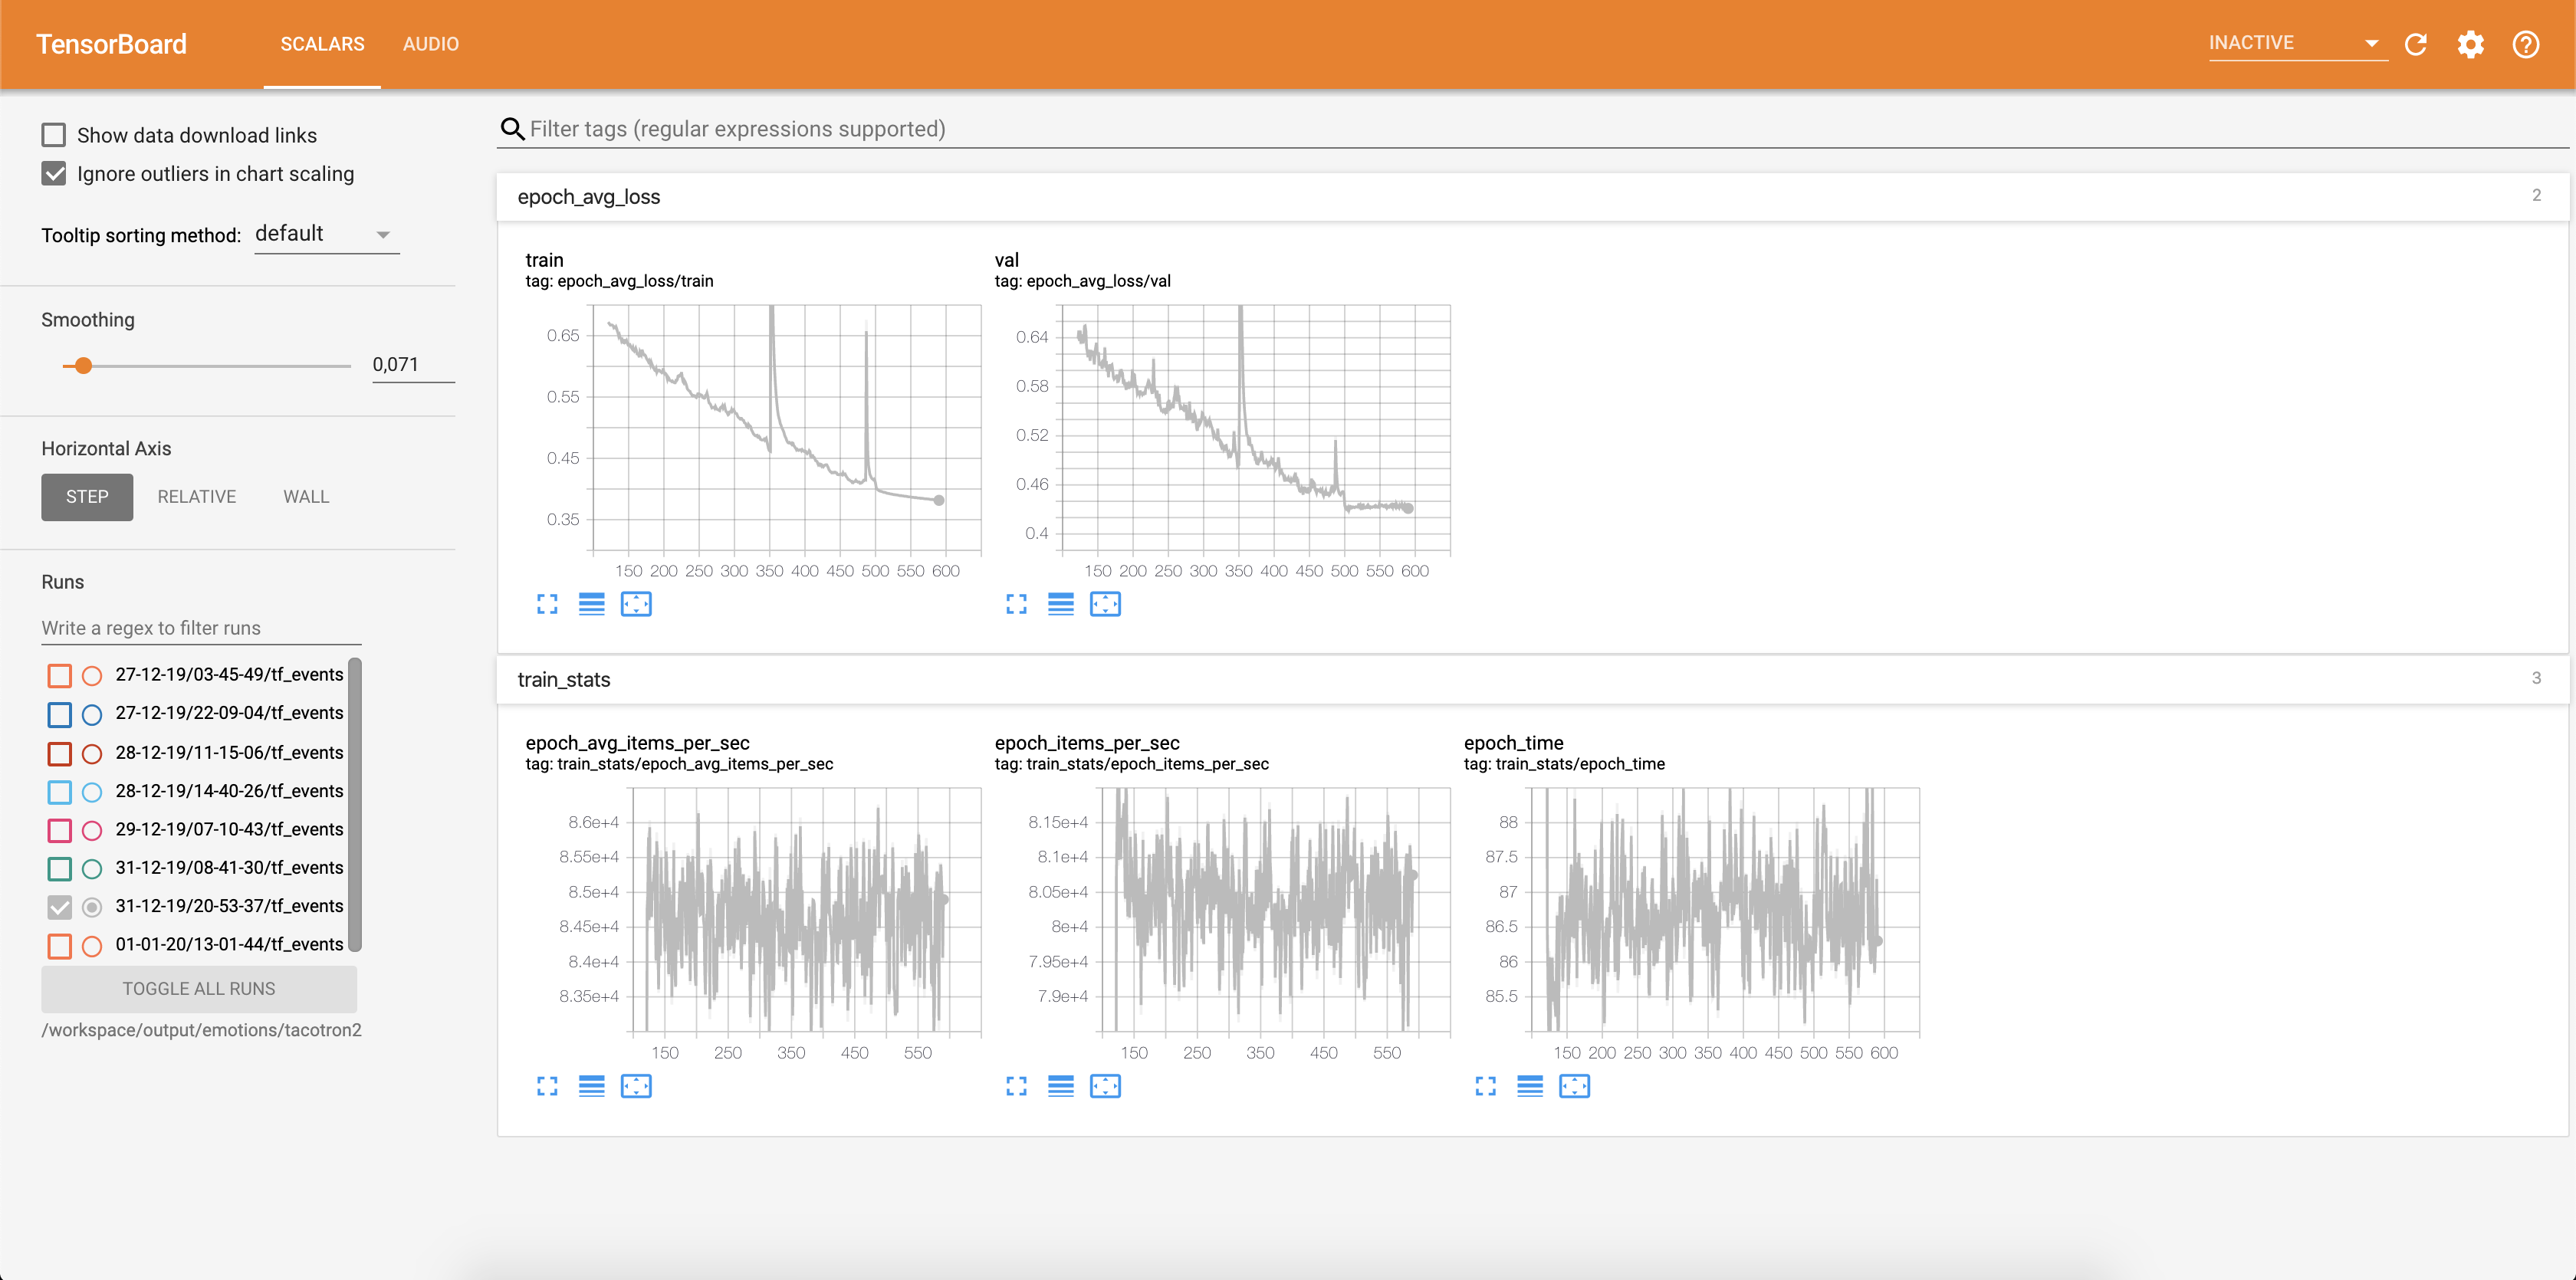 TensorBoard
SCALARS AUDIO
INACTIVE
Show data download links
Ignore outliers in chart scaling
Tooltip sorting method: default
Smoothing
0,071
Horizontal Axis
STEP RELATIVE WALL
Runs
Write a regex to filter runs
27-12-19/03-45-49/tf_events
27-12-19/22-09-04/tf_events
28-12-19/11-15-06/tf_events
28-12-19/14-40-26/tf_events
29-12-19/07-10-43/tf_events
31-12-19/08-41-30/tf_events
31-12-19/20-53-37/tf_events
01-01-20/13-01-44/tf_events
TOGGLE ALL RUNS
/workspace/output/emotions/tacotron2
Filter tags (regular expressions supported)
epoch_avg_loss 2
train
tag: epoch_avg_loss/train
0.65
0.55
0.45
0.35
150 200 250 300 350 400 450 500 550 600
val
tag: epoch_avg_loss/val
0.64
0.58
0.52
0.46
0.4
150 200 250 300 350 400 450 500 550 600
train_stats 3
epoch_avg_items_per_sec
tag: train_stats/epoch_avg_items_per_sec
8.6e+4
8.55e+4
8.5e+4
8.45e+4
8.4e+4
8.35e+4
150 250 350 450 550
epoch_items_per_sec
tag: train_stats/epoch_items_per_sec
8.15e+4
8.1e+4
8.05e+4
8e+4
7.95e+4
7.9e+4
150 250 350 450 550
epoch_time
tag: train_stats/epoch_time
88
87.5
87
86.5
86
85.5
150 200 250 300 350 400 450 500 550 600